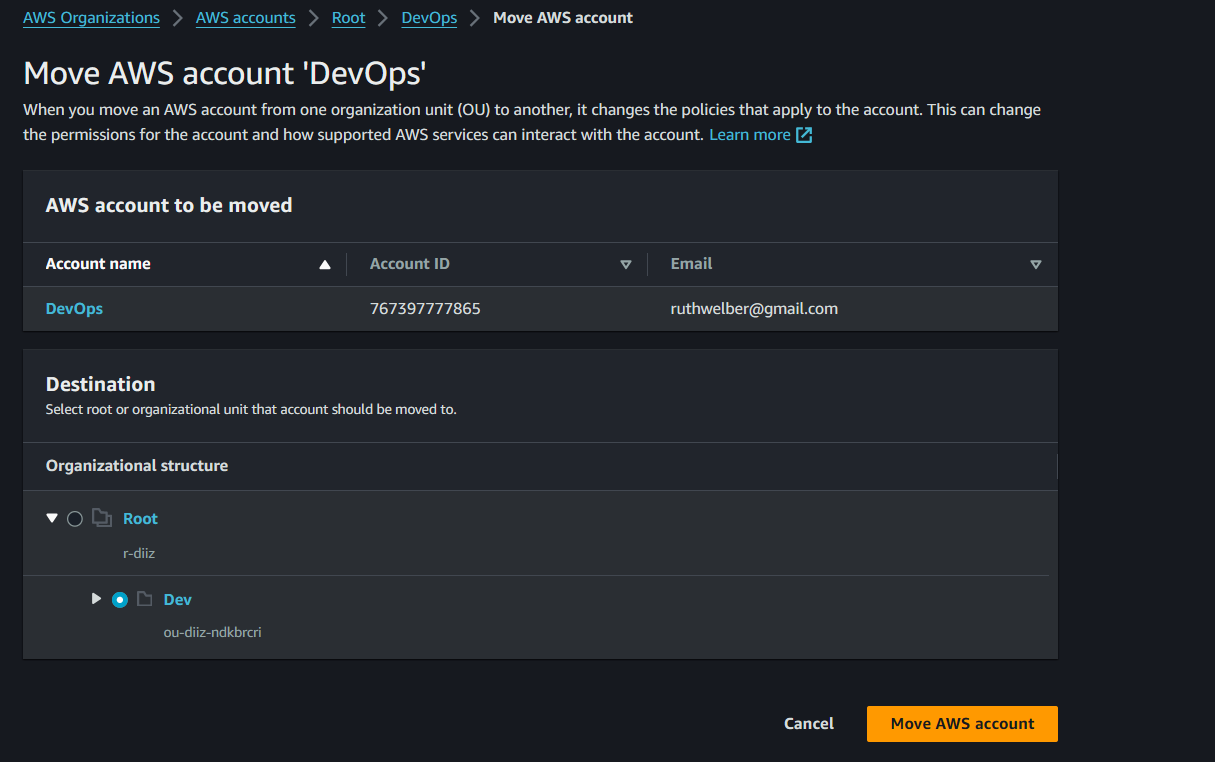 AWS Organizations > AWS accounts > Root > DevOps > Move AWS account
Move AWS account 'DevOps'
When you move an AWS account from one organization unit (OU) to another, it changes the policies that apply to the account. This can change
the permissions for the account and how supported AWS services can interact with the account. Learn more
AWS account to be moved
Account name Account ID Email
DevOps 767397777865 ruthwelber@gmail.com
Destination
Select root or organizational unit that account should be moved to.
Organizational structure
Root
r-diiz
Dev
ou-diiz-ndkbrcri
Cancel Move AWS account